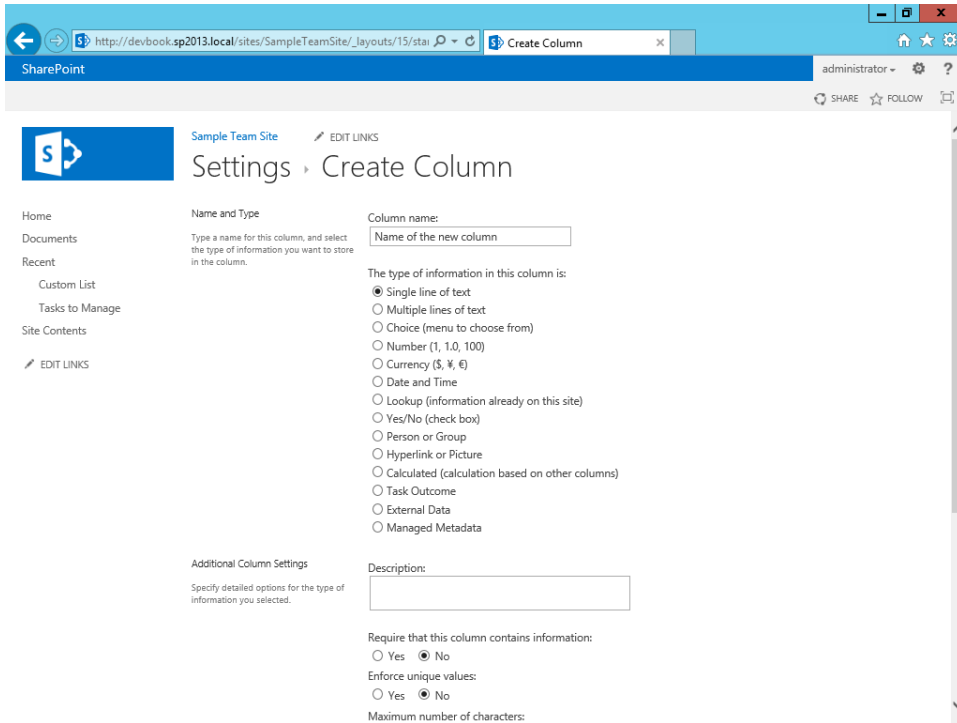 http://devbook.sp2013.local/sites/SampleTeamSite/_layouts/15/star
Create Column
SharePoint
administrator
?
SHARE
FOLLOW
Sample Team Site
EDIT LINKS
Settings › Create Column
Home
Documents
Recent
Custom List
Tasks to Manage
Site Contents
EDIT LINKS
Name and Type
Type a name for this column, and select
the type of information you want to store
in the column.
Column name:
Name of the new column
The type of information in this column is:
Single line of text
Multiple lines of text
Choice (menu to choose from)
Number (1, 1.0, 100)
Currency ($, ¥, €)
Date and Time
Lookup (information already on this site)
Yes/No (check box)
Person or Group
Hyperlink or Picture
Calculated (calculation based on other columns)
Task Outcome
External Data
Managed Metadata
Additional Column Settings
Specify detailed options for the type of
information you selected.
Description:
Require that this column contains information:
Yes No
Enforce unique values:
Yes No
Maximum number of characters: